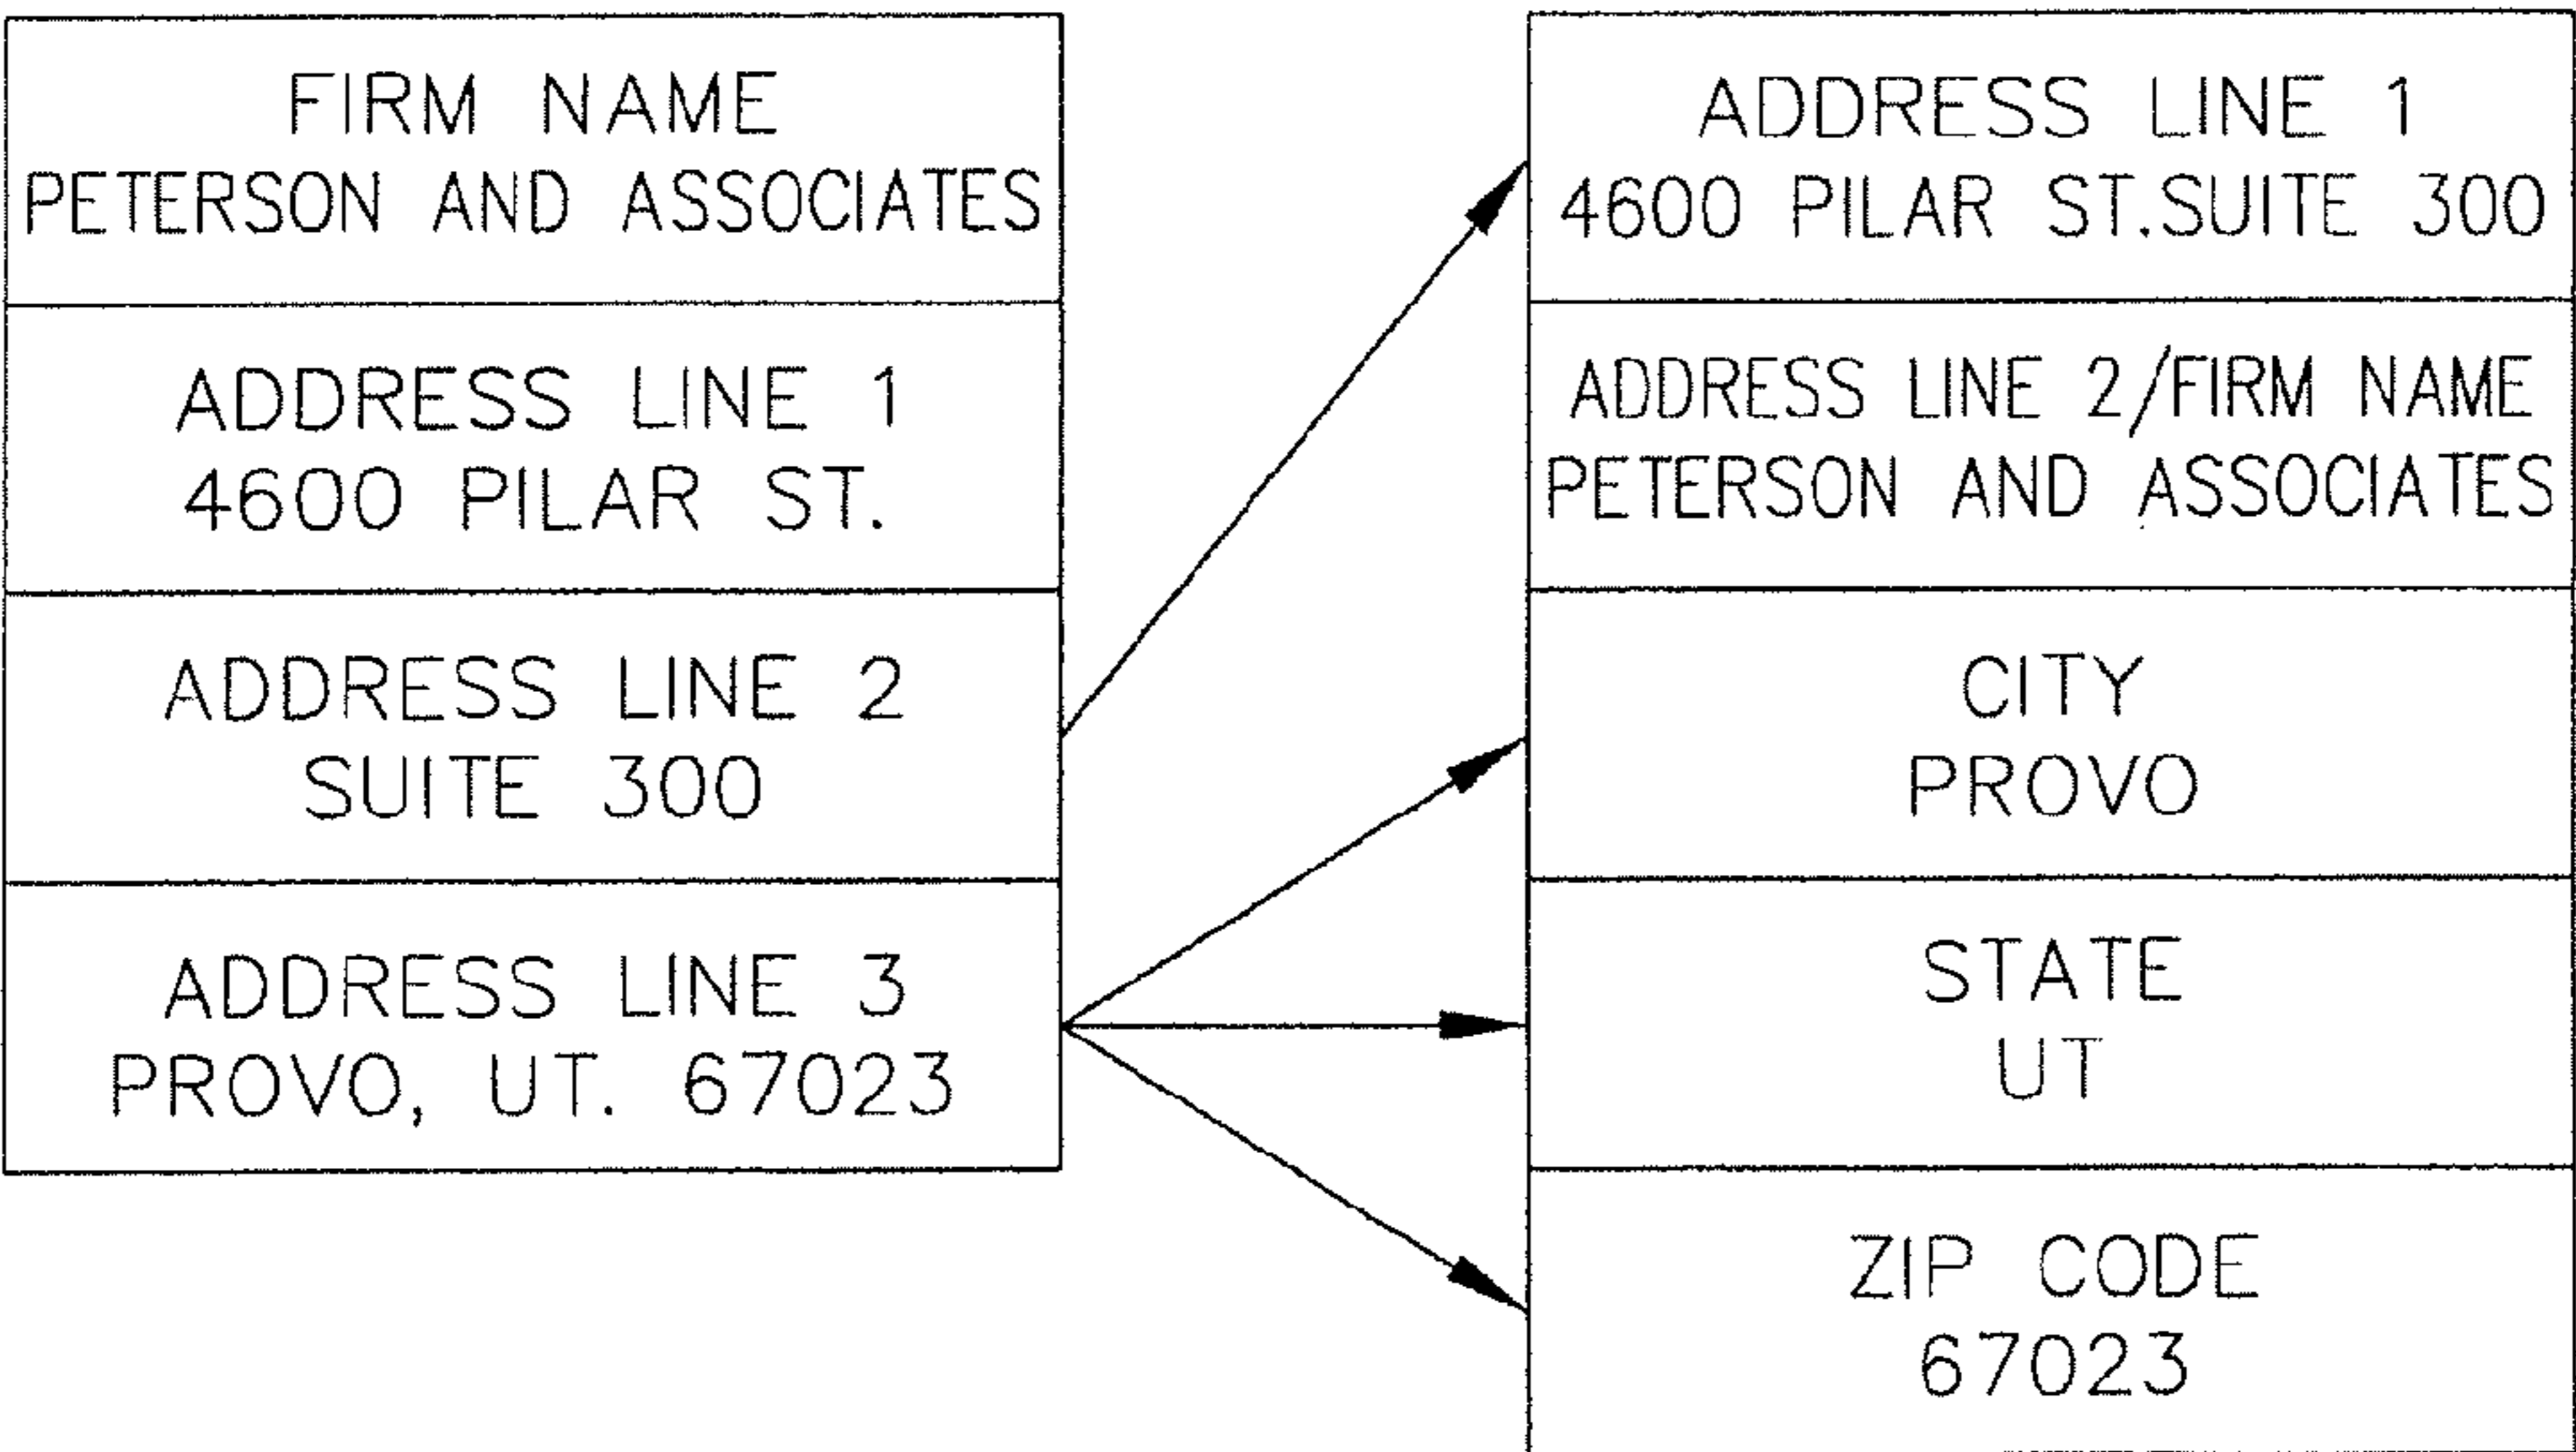 FIRM NAME
PETERSON AND ASSOCIATES
ADDRESS LINE 1
4600 PILAR ST.
ADDRESS LINE 2
SUITE 300
ADDRESS LINE 3
PROVO, UT. 67023
ADDRESS LINE 1
4600 PILAR ST.SUITE 300
ADDRESS LINE 2/FIRM NAME
PETERSON AND ASSOCIATES
CITY
PROVO
STATE
UT
ZIP CODE
67023